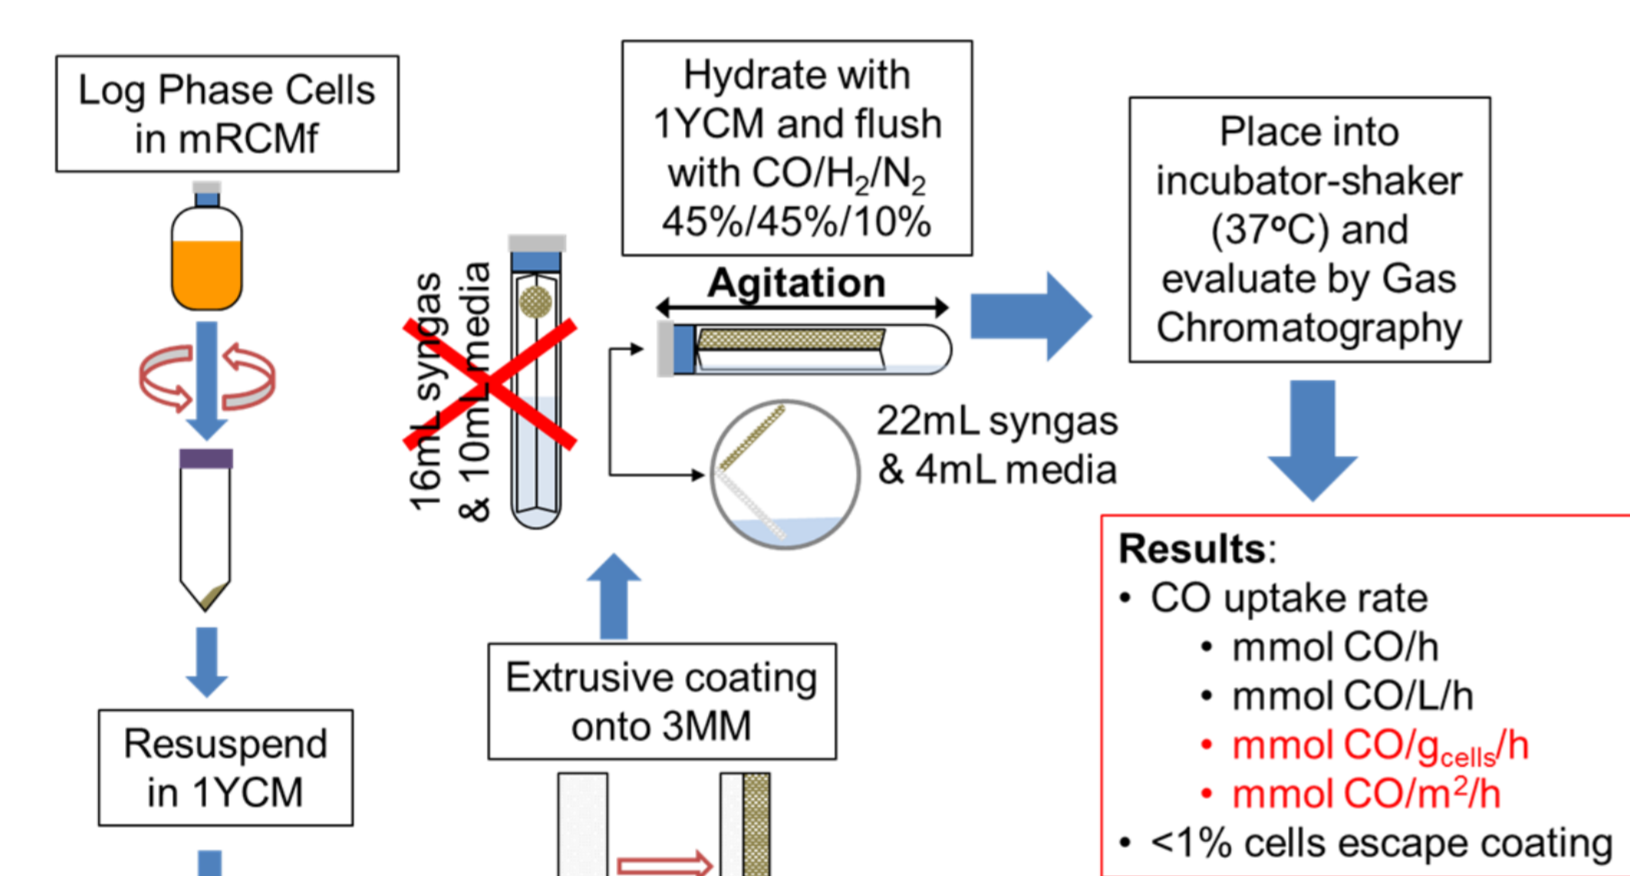 Log Phase Cells
in mRCMf
Resuspend
in 1YCM
16mL syngas
& 10mL media
Extrusive coating
onto 3MM
Hydrate with
1YCM and flush
with CO/H₂/N₂
45%/45%/10%
Agitation
22mL syngas
& 4mL media
Place into
incubator-shaker
(37ºC) and
evaluate by Gas
Chromatography
Results:
• CO uptake rate
• mmol CO/h
• mmol CO/L/h
• mmol CO/gcells/h
• mmol CO/m²/h
• <1% cells escape coating